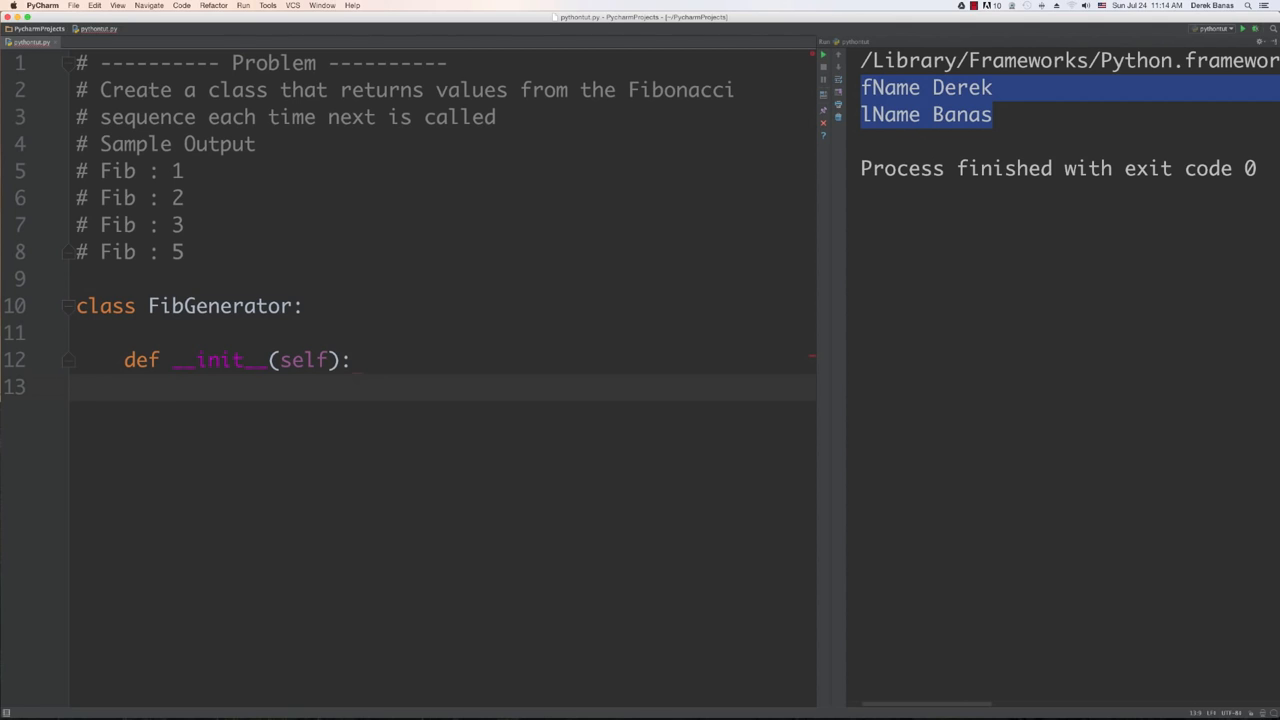 PyCharm File Edit View Navigate Code Refactor Run Tools VCS Window Help
10 Sun Jul 24 11:14 AM Derek Banas
pythontut.py - PycharmProjects - [~/PycharmProjects]
PycharmProjects pythontut.py
pythontut
pythontut.py
Run: pythontut
1 # ---------- Problem ----------
2 # Create a class that returns values from the Fibonacci
3 # sequence each time next is called
4 # Sample Output
5 # Fib : 1
6 # Fib : 2
7 # Fib : 3
8 # Fib : 5
9
10 class FibGenerator:
11
12 def __init__(self):
13
/Library/Frameworks/Python.framewor
fName Derek
lName Banas
Process finished with exit code 0
13:9 LF≑ UTF-8≑